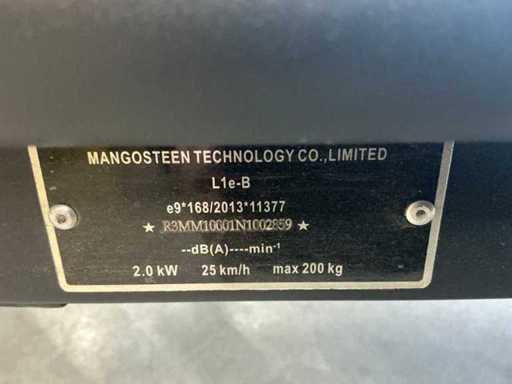 MANGOSTEEN TECHNOLOGY CO.,LIMITED
L1e-B
e9*168/2013*11377
★ R3MM10001N1002859 ★
--dB(A)----min-¹
2.0 kW 25 km/h max 200 kg